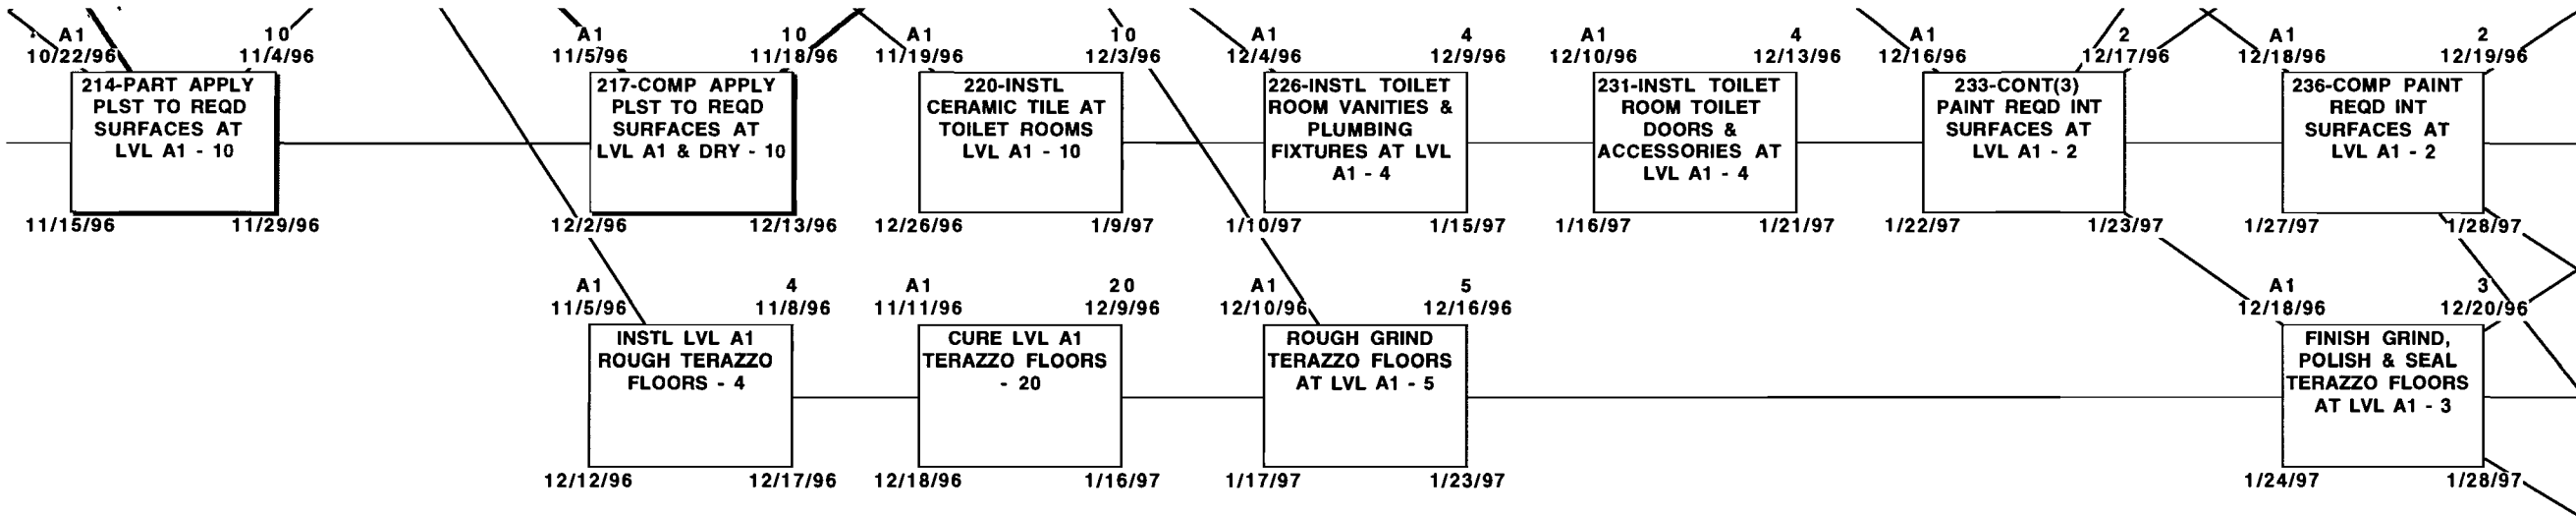 A1 10
10/22/96 11/4/96
214-PART APPLY
PLST TO REQD
SURFACES AT
LVL A1 - 10
11/15/96 11/29/96
A1 10
11/5/96 11/18/96
217-COMP APPLY
PLST TO REQD
SURFACES AT
LVL A1 & DRY - 10
12/2/96 12/13/96
A1 10
11/19/96 12/3/96
220-INSTL
CERAMIC TILE AT
TOILET ROOMS
LVL A1 - 10
12/26/96 1/9/97
A1 4
12/4/96 12/9/96
226-INSTL TOILET
ROOM VANITIES &
PLUMBING
FIXTURES AT LVL
A1 - 4
1/10/97 1/15/97
A1 4
12/10/96 12/13/96
231-INSTL TOILET
ROOM TOILET
DOORS &
ACCESSORIES AT
LVL A1 - 4
1/16/97 1/21/97
A1 2
12/16/96 12/17/96
233-CONT(3)
PAINT REQD INT
SURFACES AT
LVL A1 - 2
1/22/97 1/23/97
A1 2
12/18/96 12/19/96
236-COMP PAINT
REQD INT
SURFACES AT
LVL A1 - 2
1/27/97 1/28/97
A1 4
11/5/96 11/8/96
INSTL LVL A1
ROUGH TERAZZO
FLOORS - 4
12/12/96 12/17/96
A1 20
11/11/96 12/9/96
CURE LVL A1
TERAZZO FLOORS
- 20
12/18/96 1/16/97
A1 5
12/10/96 12/16/96
ROUGH GRIND
TERAZZO FLOORS
AT LVL A1 - 5
1/17/97 1/23/97
A1 3
12/18/96 12/20/96
FINISH GRIND,
POLISH & SEAL
TERAZZO FLOORS
AT LVL A1 - 3
1/24/97 1/28/97